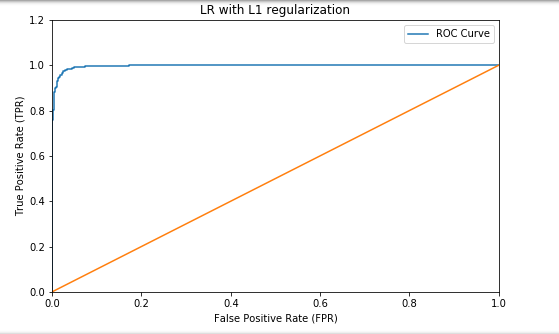 LR with L1 regularization
ROC Curve
True Positive Rate (TPR)
1.2
1.0
0.8
0.6
0.4
0.2
0.0
0.0 0.2 0.4 0.6 0.8 1.0
False Positive Rate (FPR)